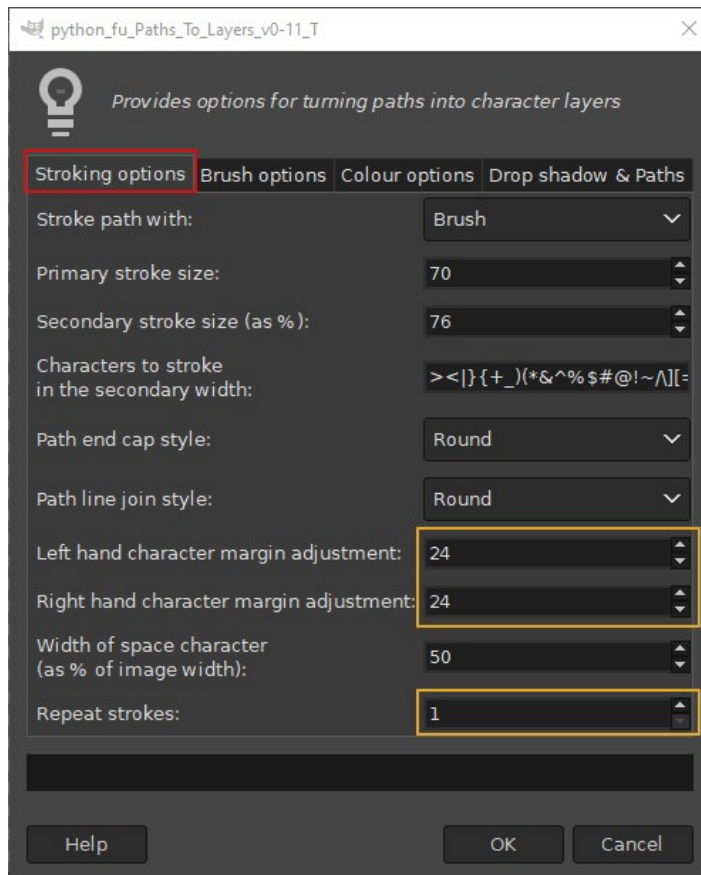 python_fu_Paths_To_Layers_v0-11_T
Provides options for turning paths into character layers
Stroking options Brush options Colour options Drop shadow & Paths
Stroke path with: Brush
Primary stroke size: 70
Secondary stroke size (as %): 76
Characters to stroke
in the secondary width: ><|}{+_)(*&^%$#@!~/\][=
Path end cap style: Round
Path line join style: Round
Left hand character margin adjustment: 24
Right hand character margin adjustment: 24
Width of space character
(as % of image width): 50
Repeat strokes: 1
Help OK Cancel